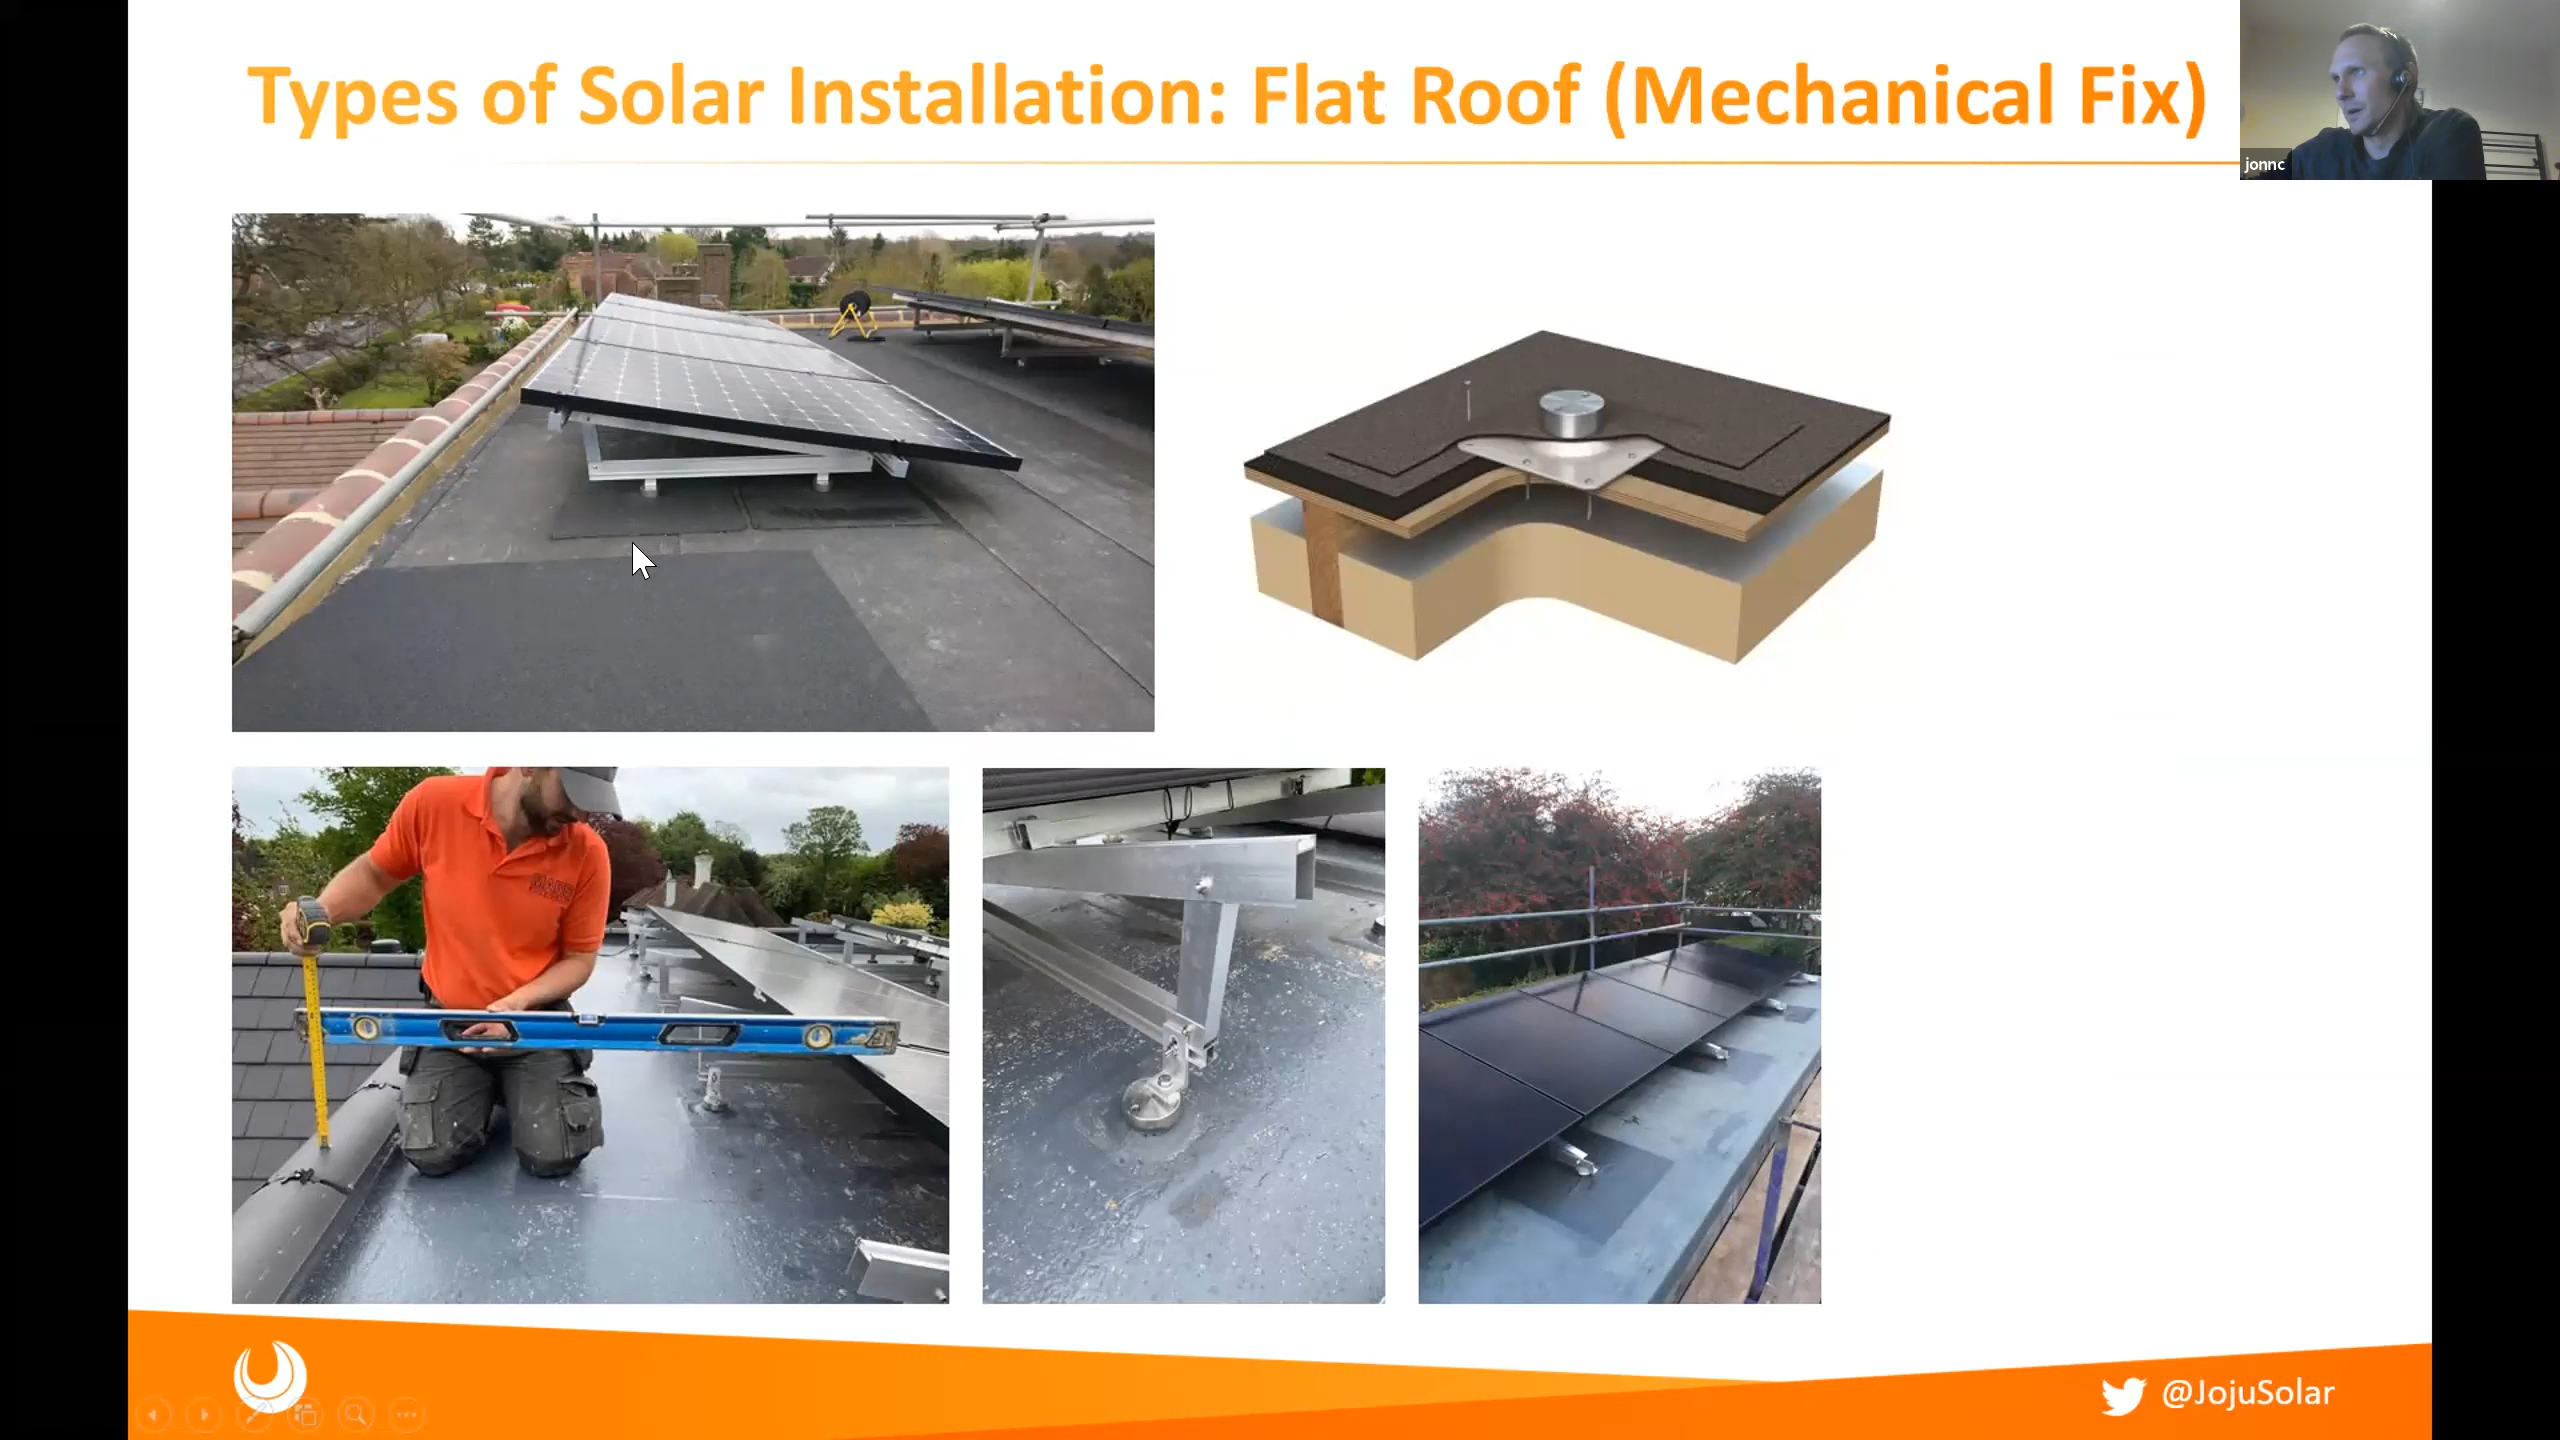 Types of Solar Installation: Flat Roof (Mechanical Fix)
jonnc
@JojuSolar